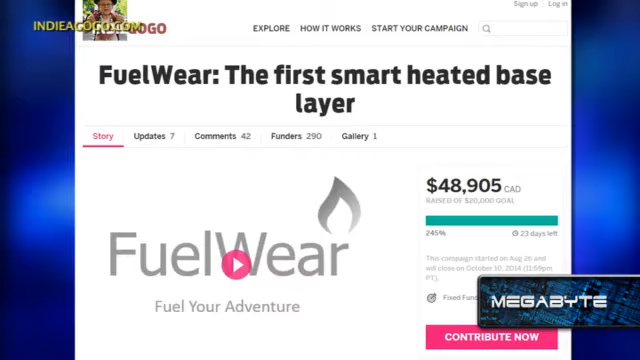 INDIEAGOGO.COM
GOGO
Sign up
Log in
EXPLORE HOW IT WORKS START YOUR CAMPAIGN
FuelWear: The first smart heated base
layer
Story Updates 7 Comments 42 Funders 290 Gallery 1
$48,905 CAD
RAISED OF $20,000 GOAL
245% 23 days left
This campaign started on Aug 26 and
will close on October 10, 2014 (11:59pm
PT).
Fixed Fund
FuelWear
Fuel Your Adventure
MEGABYTE
CONTRIBUTE NOW